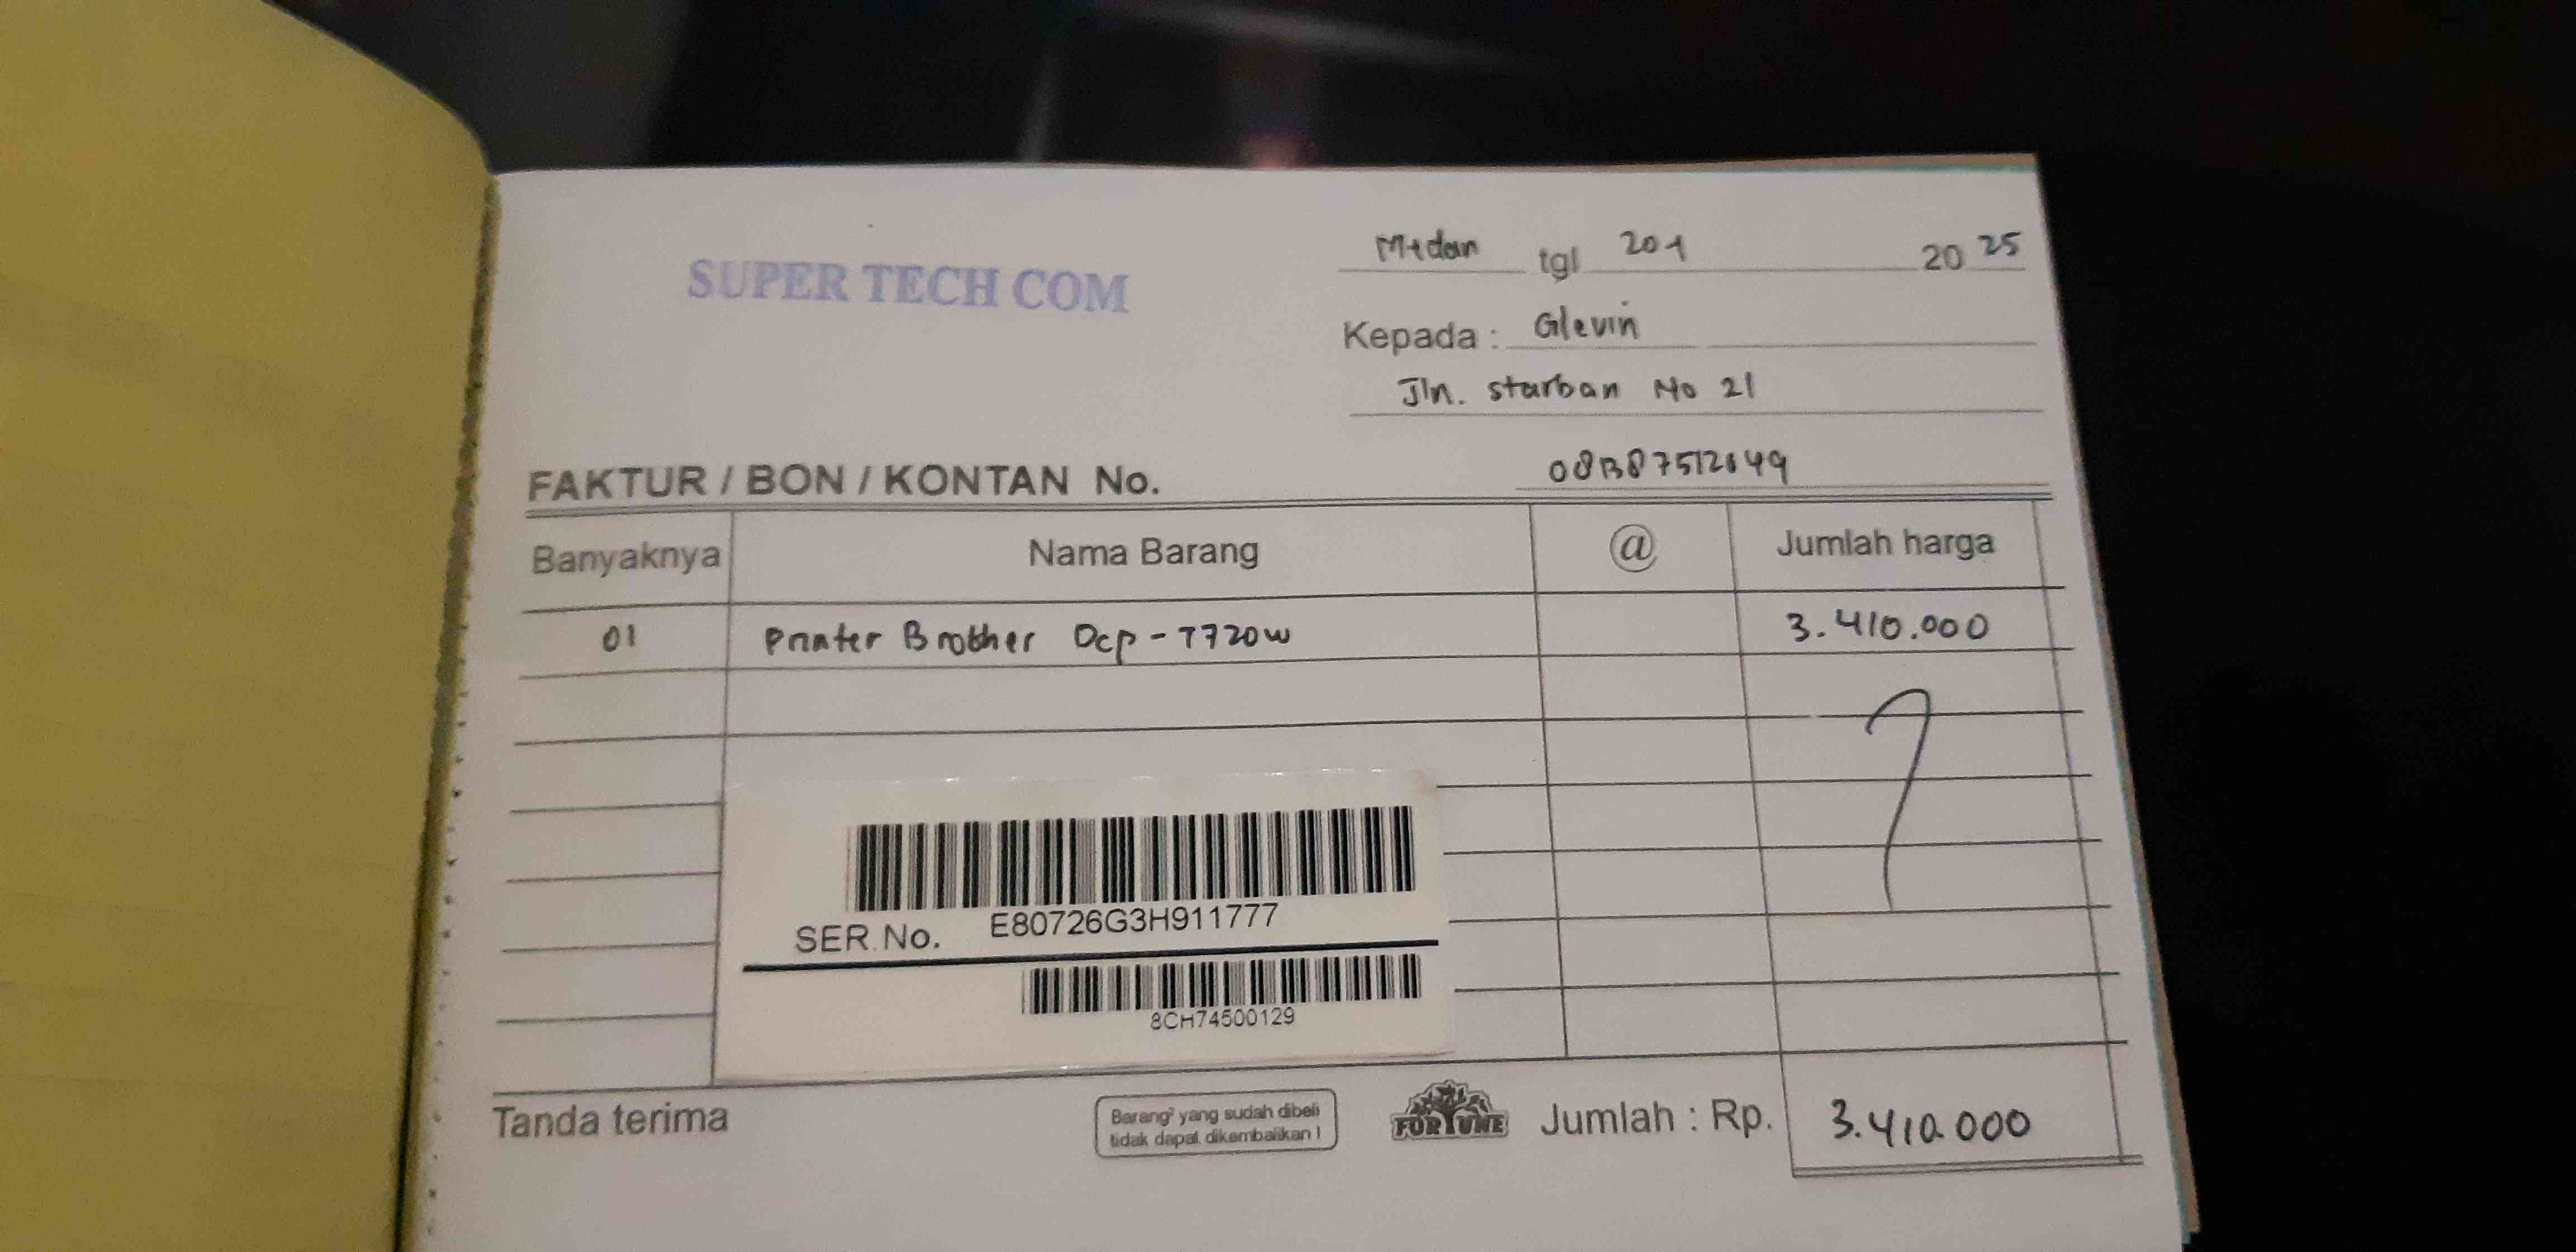 SUPER TECH COM
Medan tgl 201 20 25
Kepada : Glevin
Jln. starban No 21
FAKTUR / BON / KONTAN No.
Banyaknya Nama Barang @ Jumlah harga
01 Printer Brother Dcp-T720w 3.410.000
SER.No. E80726G3H911777
8CH74500129
Tanda terima
Barang² yang sudah dibeli
tidak dapat dikembalikan !
FORTUNE
Jumlah : Rp. 3.410.000